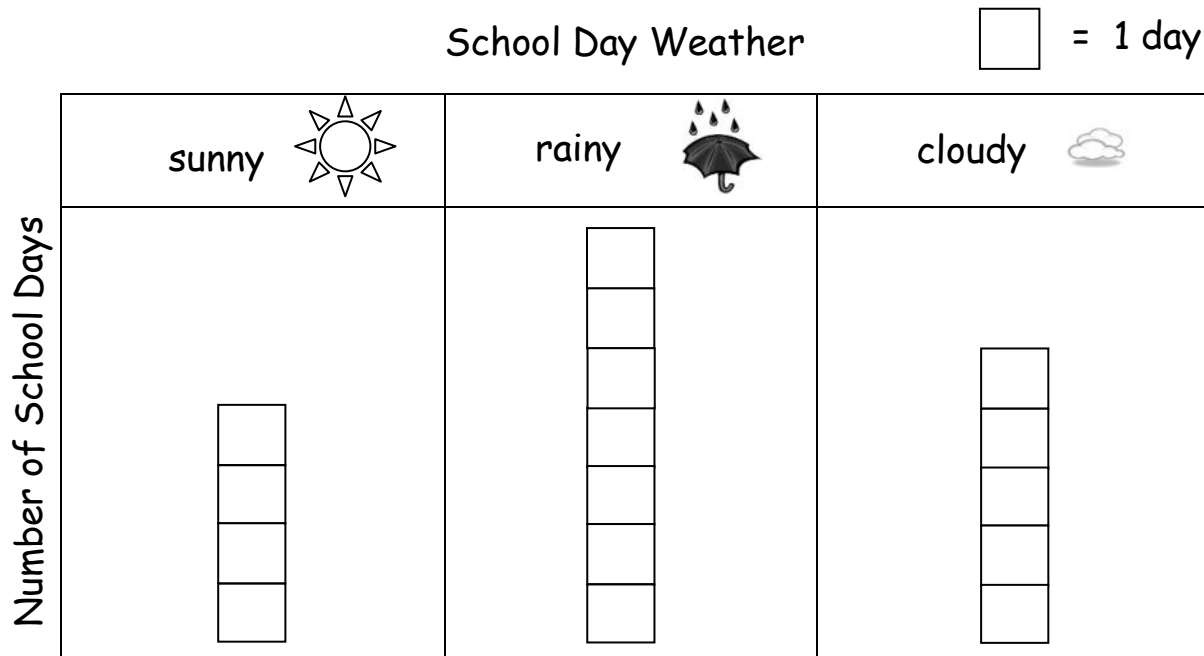 School Day Weather
= 1 day
sunny
rainy
cloudy
Number of School Days